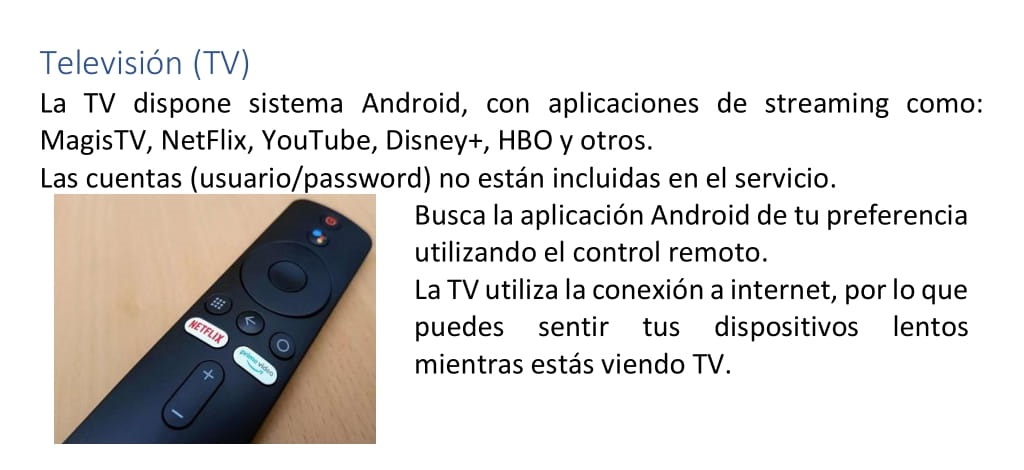 Televisión (TV)
La TV dispone sistema Android, con aplicaciones de streaming como:
MagisTV, NetFlix, YouTube, Disney+, HBO y otros.
Las cuentas (usuario/password) no están incluidas en el servicio.
Busca la aplicación Android de tu preferencia
utilizando el control remoto.
La TV utiliza la conexión a internet, por lo que
puedes sentir tus dispositivos lentos
mientras estás viendo TV.
NETFLIX
prime video